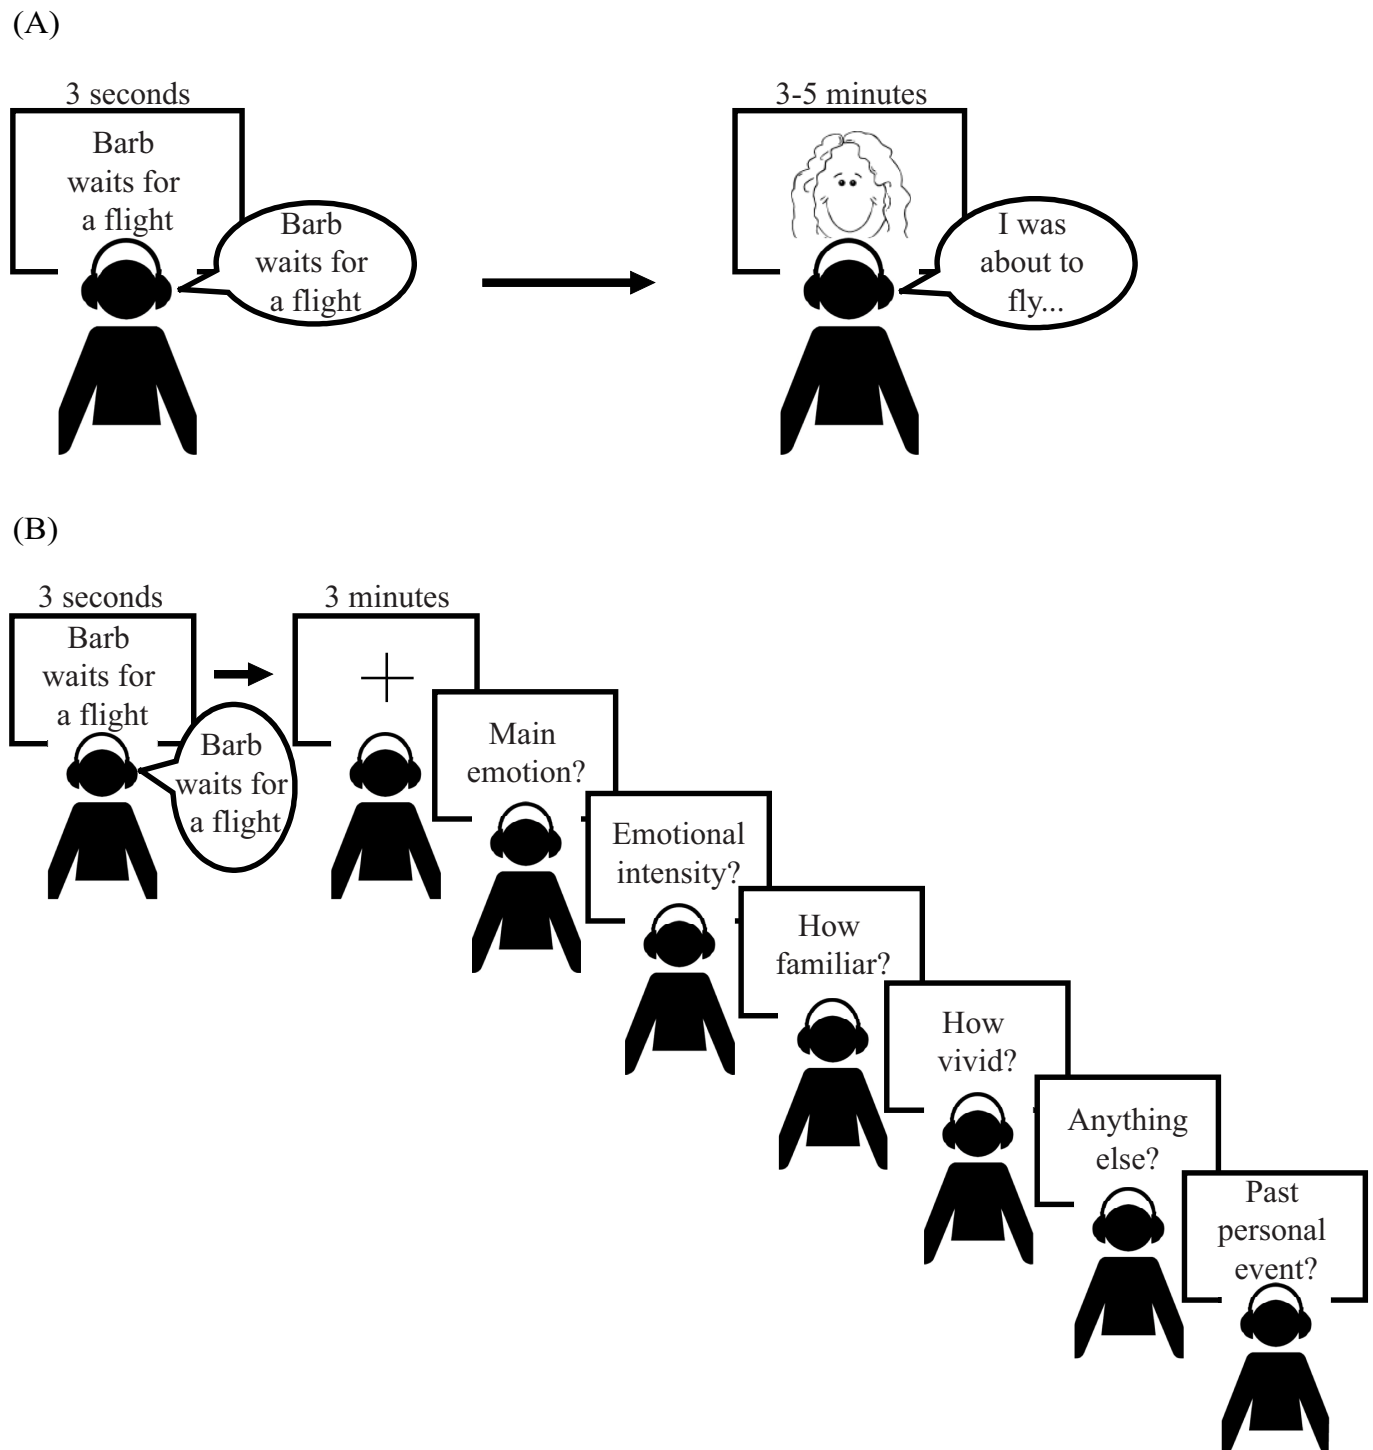 (A)
3 seconds
Barb
waits for
a flight
Barb
waits for
a flight
3-5 minutes
I was
about to
fly...
(B)
3 seconds
Barb
waits for
a flight
Barb
waits for
a flight
3 minutes
Main
emotion?
Emotional
intensity?
How
familiar?
How
vivid?
Anything
else?
Past
personal
event?